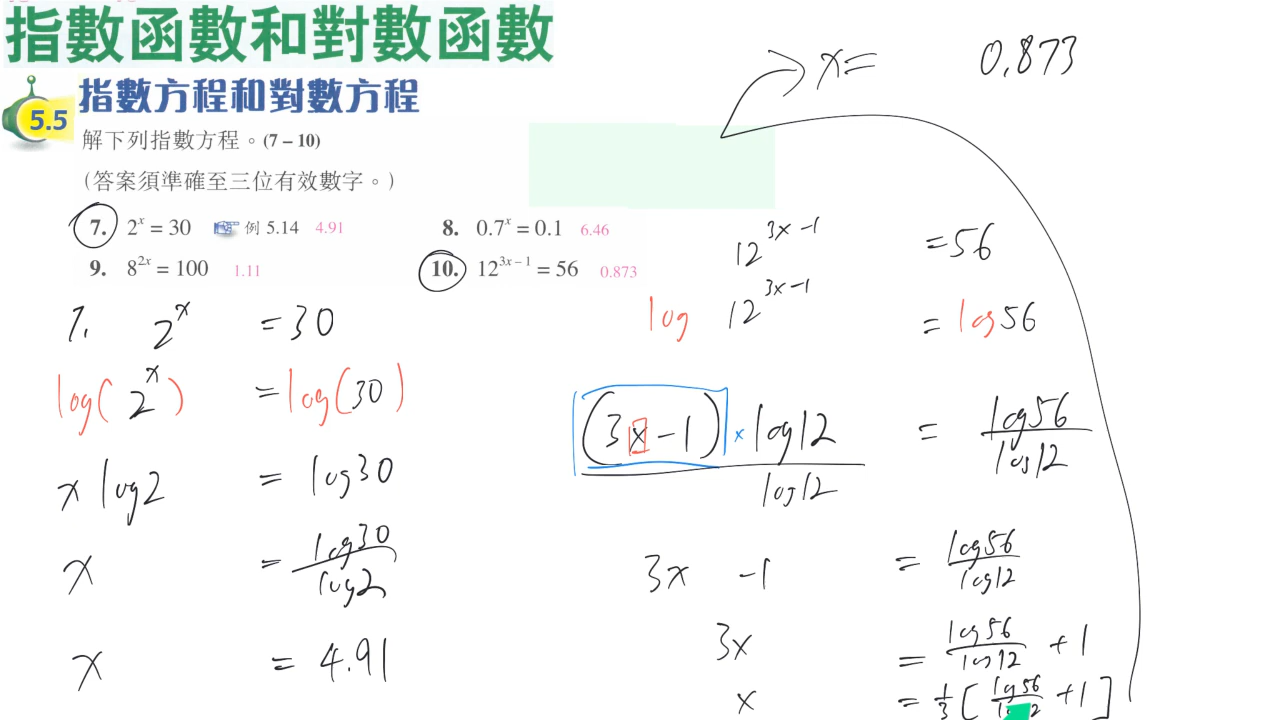 指數函數和對數函數
5.5 指數方程和對數方程
解下列指數方程。(7 – 10)
(答案須準確至三位有效數字。)
7. 2^x = 30 例 5.14 4.91
8. 0.7^x = 0.1 6.46
9. 8^{2x} = 100 1.11
10. 12^{3x – 1} = 56 0.873
7. 2^x = 30
log( 2^x ) = log(30)
x log2 = log30
x = log30/log2
x = 4.91
12^{3x-1} = 56
log 12^{3x-1} = log56
(3x-1) × log12/log12 = log56/log12
3x -1 = log56/log12
3x = log56/log12 + 1
x = 1/3 [ log56/log12 + 1 ]
x = 0.873